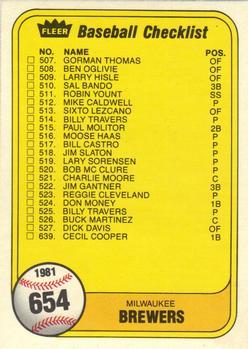 FLEER Baseball Checklist
NO. NAME POS.
507. GORMAN THOMAS OF
508. BEN OGLIVIE OF
509. LARRY HISLE OF
510. SAL BANDO 3B
511. ROBIN YOUNT SS
512. MIKE CALDWELL P
513. SIXTO LEZCANO OF
514. BILLY TRAVERS P
515. PAUL MOLITOR 2B
516. MOOSE HAAS P
517. BILL CASTRO P
518. JIM SLATON P
519. LARY SORENSEN P
520. BOB MC CLURE P
521. CHARLIE MOORE C
522. JIM GANTNER 3B
523. REGGIE CLEVELAND P
524. DON MONEY 1B
525. BILLY TRAVERS P
526. BUCK MARTINEZ C
527. DICK DAVIS OF
639. CECIL COOPER 1B
1981
654
MILWAUKEE
BREWERS